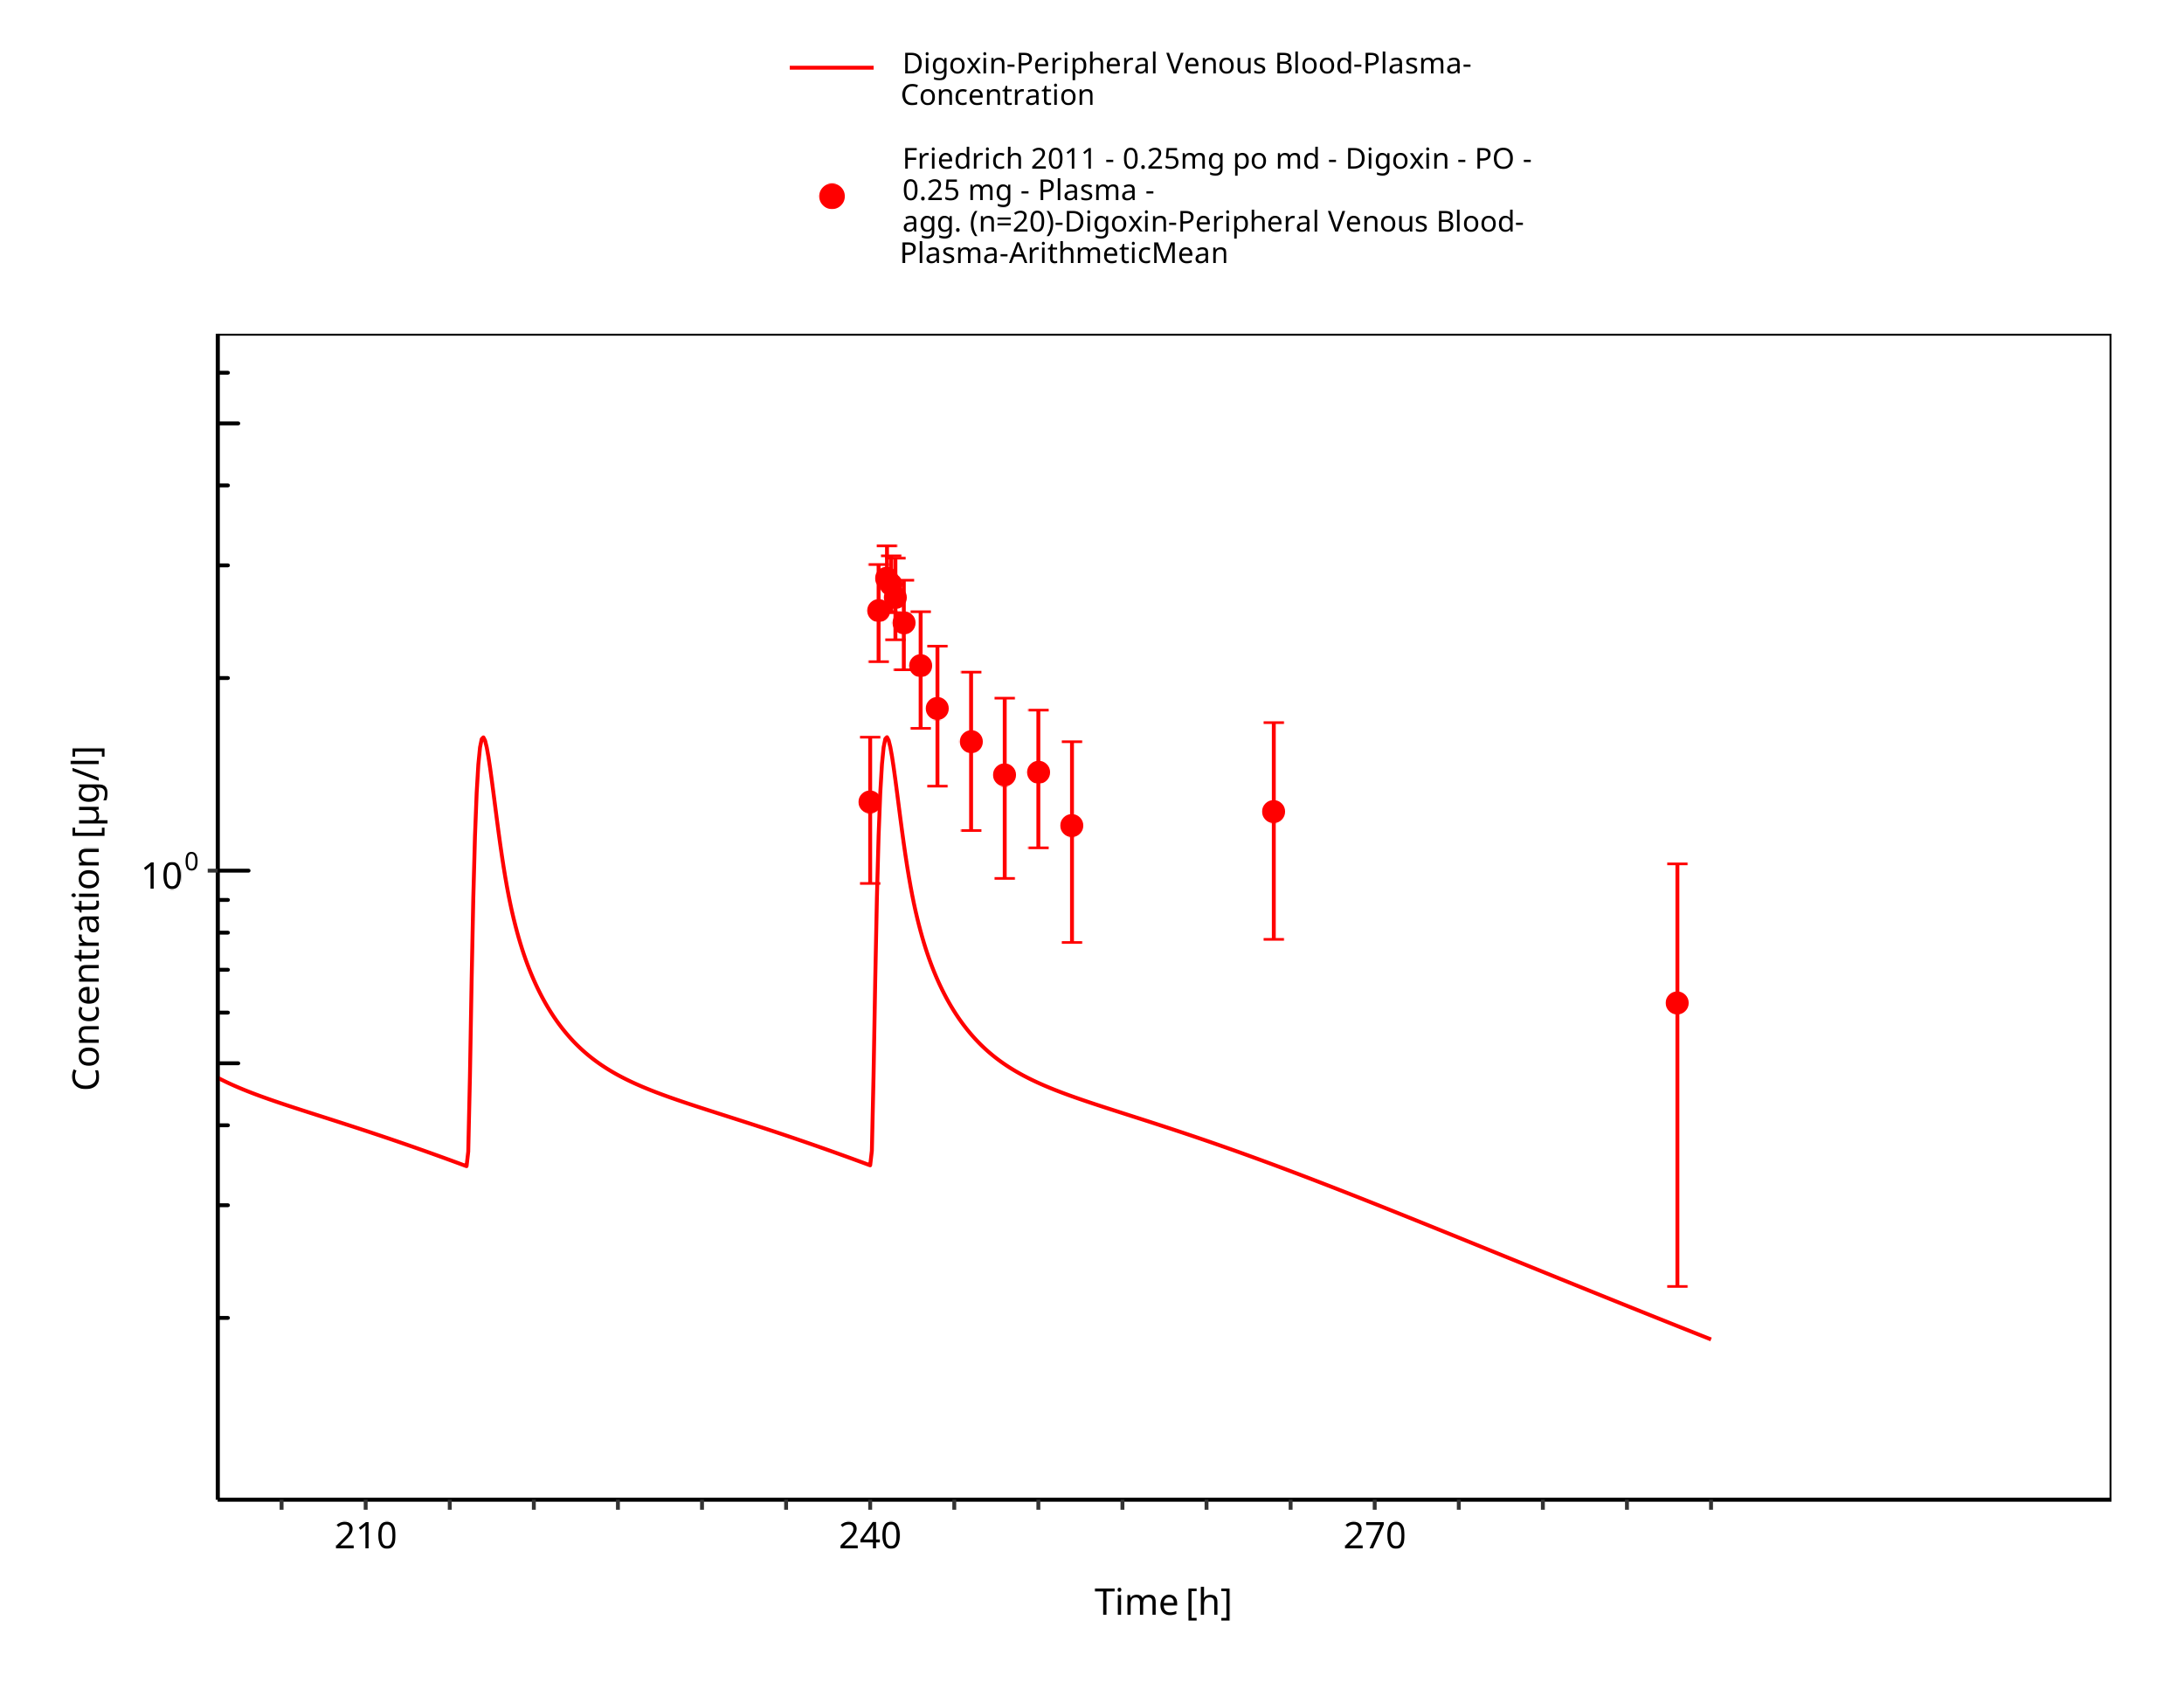 Digoxin-Peripheral Venous Blood-Plasma-
Concentration
Friedrich 2011 - 0.25mg po md - Digoxin - PO -
0.25 mg - Plasma -
agg. (n=20)-Digoxin-Peripheral Venous Blood-
Plasma-ArithmeticMean
Concentration [µg/l]
10⁰
210 240 270
Time [h]